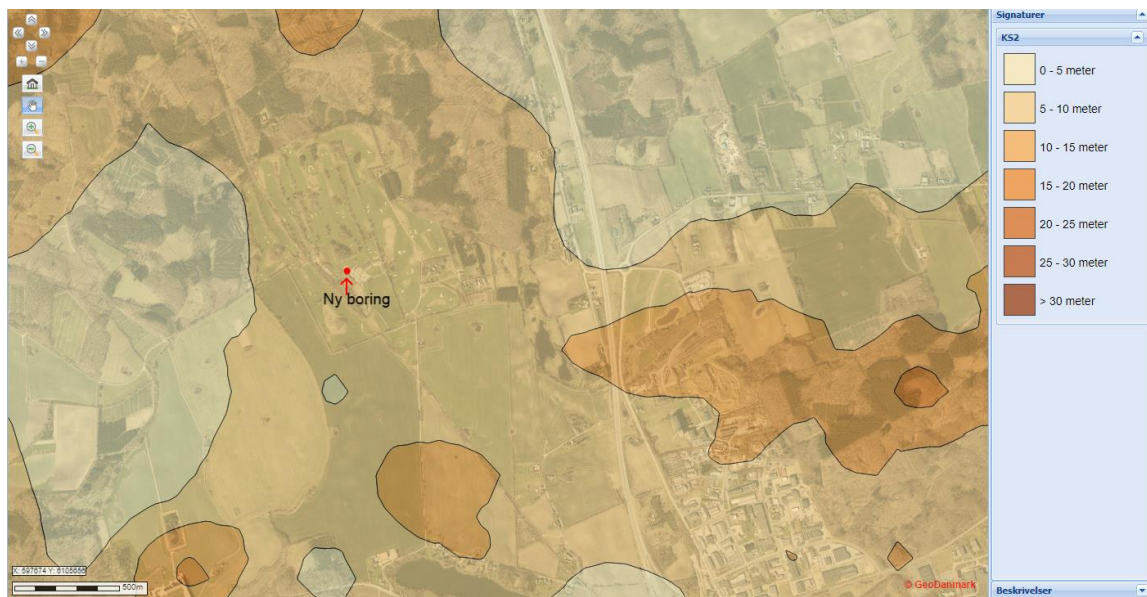 Signaturer
KS2
0 - 5 meter
5 - 10 meter
10 - 15 meter
15 - 20 meter
20 - 25 meter
25 - 30 meter
> 30 meter
Ny boring
X: 597674 Y: 6105666
500m
© GeoDanmark
Beskrivelser